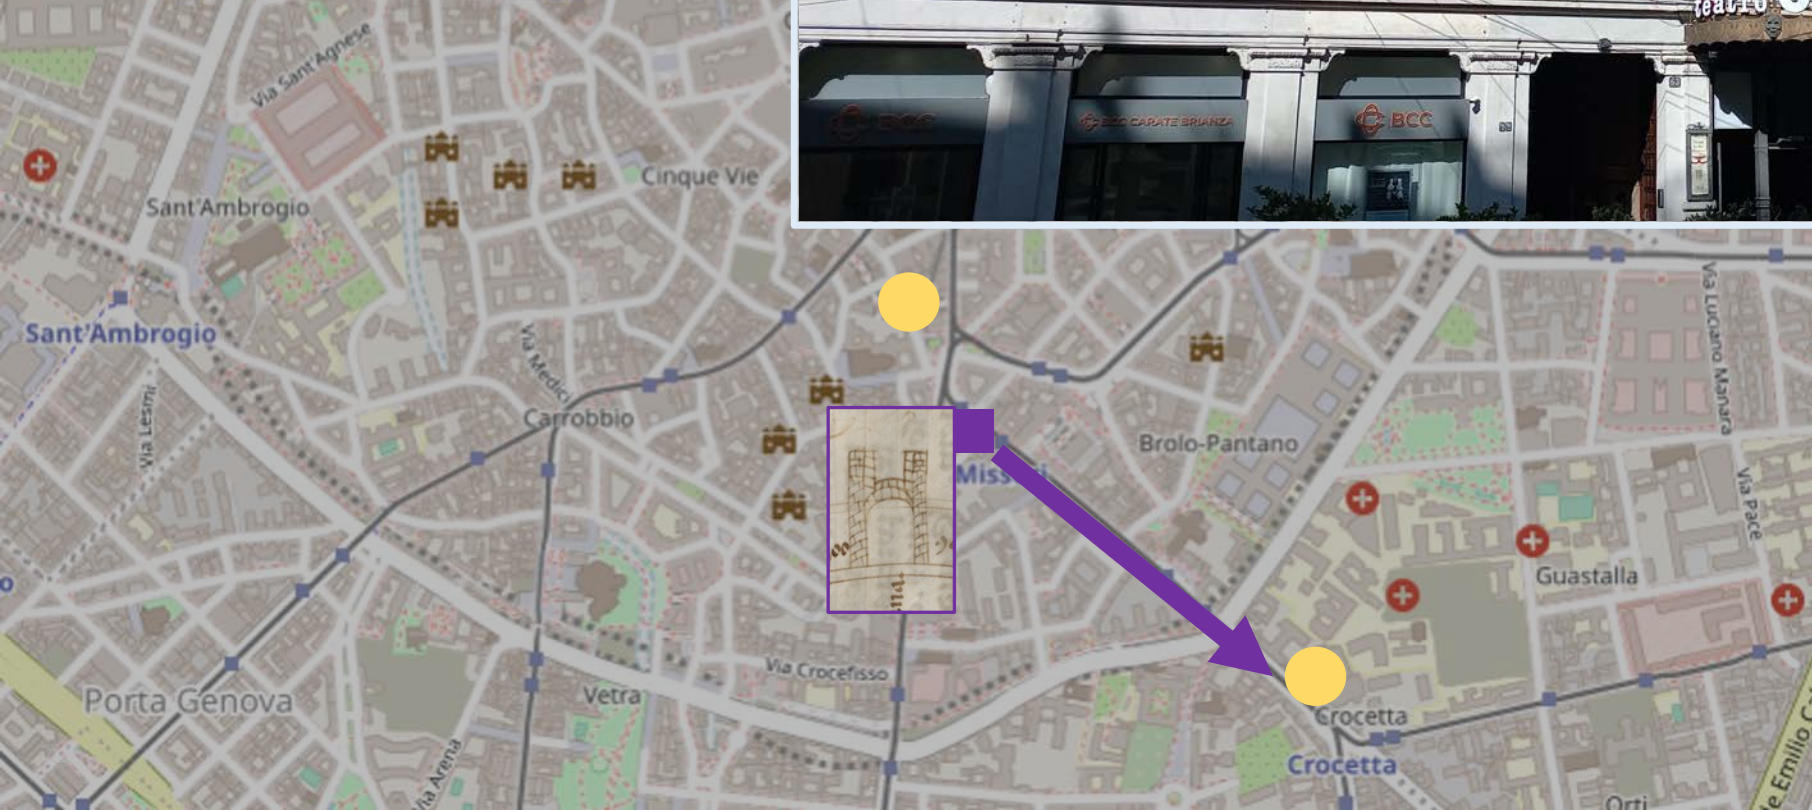 teatro
BCC
BCC CARATE BRIANZA
BCC
Via Sant'Agnese
Cinque Vie
Sant'Ambrogio
Sant'Ambrogio
Via Medici
Carrobbio
Via Lesmi
Brolo-Pantano
Via Luciano Manara
Via Pace
Guastalla
Via Crocefisso
Vetra
Porta Genova
Via Arena
Crocetta
Crocetta
Orti